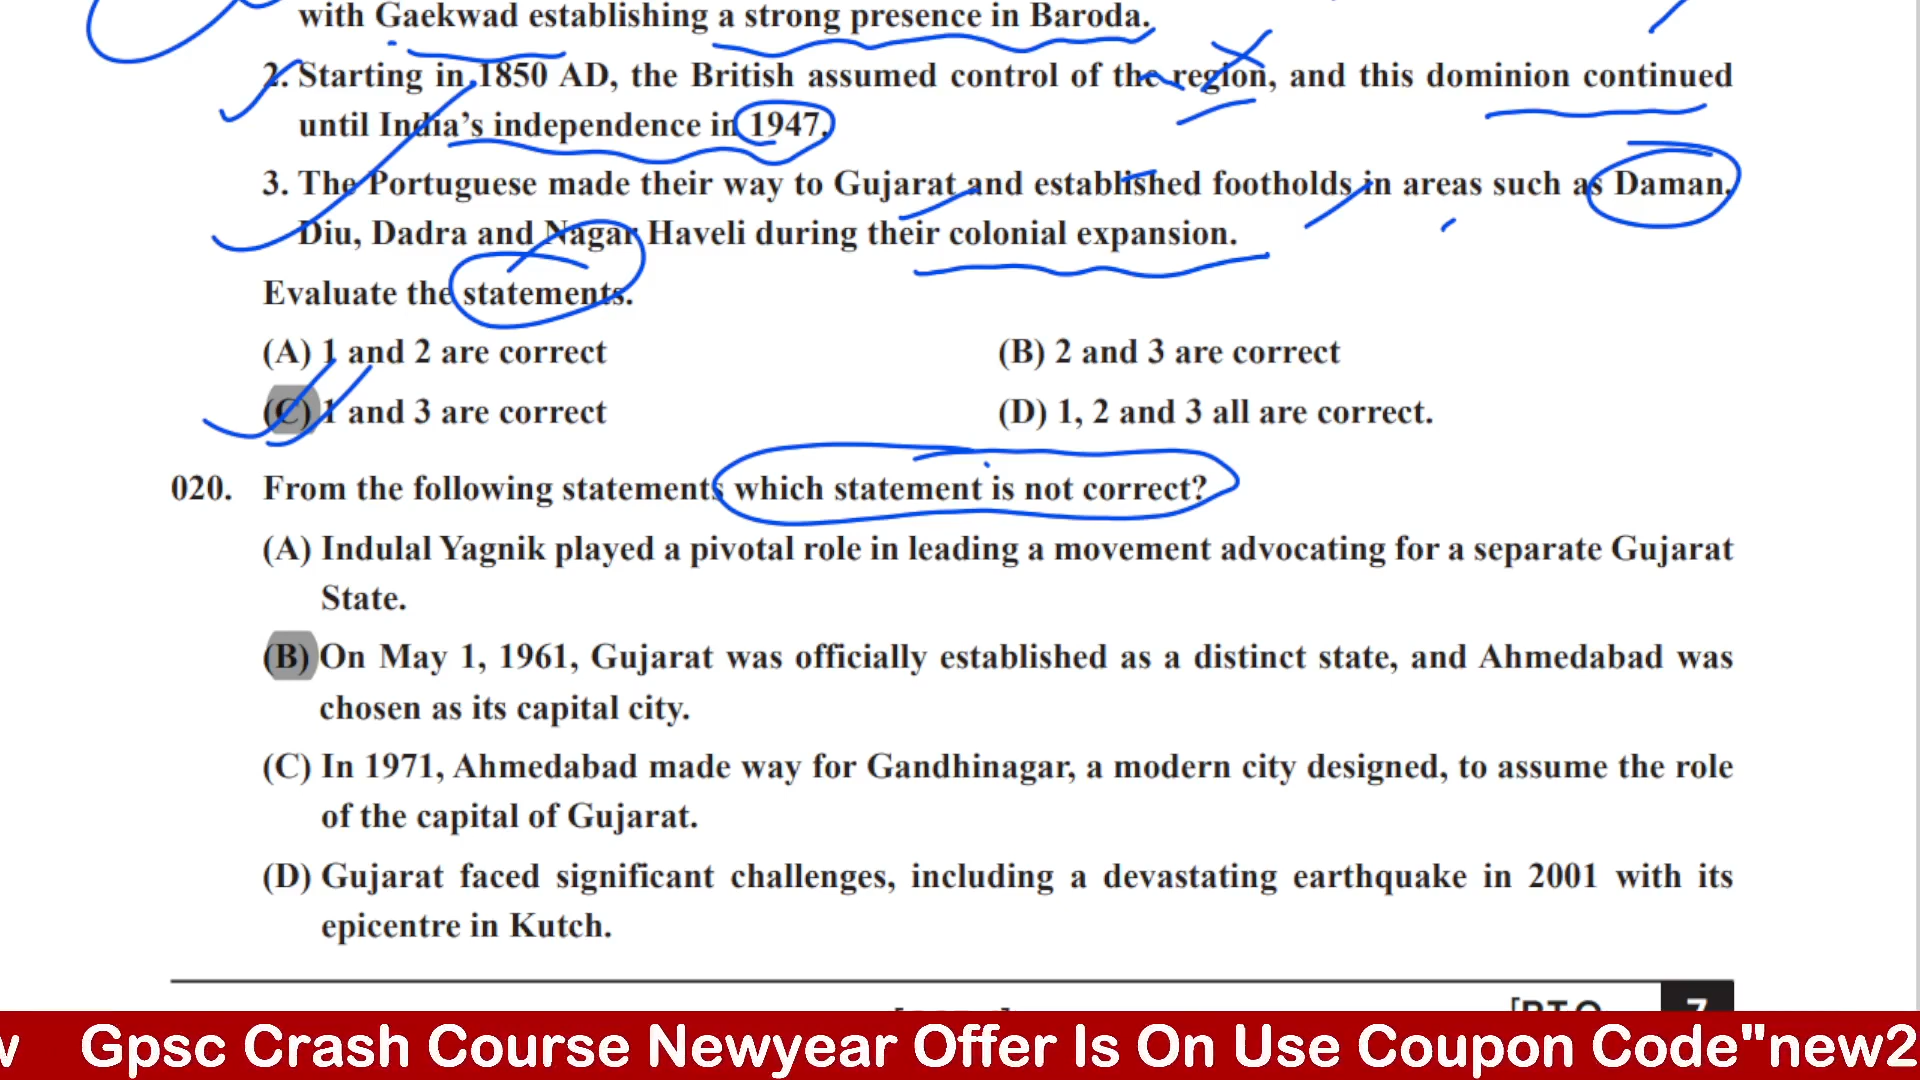 with Gaekwad establishing a strong presence in Baroda.
2. Starting in 1850 AD, the British assumed control of the region, and this dominion continued
until India's independence in 1947.
3. The Portuguese made their way to Gujarat and established footholds in areas such as Daman,
Diu, Dadra and Nagar Haveli during their colonial expansion.
Evaluate the statements.
(A) 1 and 2 are correct
(B) 2 and 3 are correct
(C) 1 and 3 are correct
(D) 1, 2 and 3 all are correct.
020. From the following statements which statement is not correct?
(A) Indulal Yagnik played a pivotal role in leading a movement advocating for a separate Gujarat
State.
(B) On May 1, 1961, Gujarat was officially established as a distinct state, and Ahmedabad was
chosen as its capital city.
(C) In 1971, Ahmedabad made way for Gandhinagar, a modern city designed, to assume the role
of the capital of Gujarat.
(D) Gujarat faced significant challenges, including a devastating earthquake in 2001 with its
epicentre in Kutch.
[P.T.O. 7
Gpsc Crash Course Newyear Offer Is On Use Coupon Code"new2